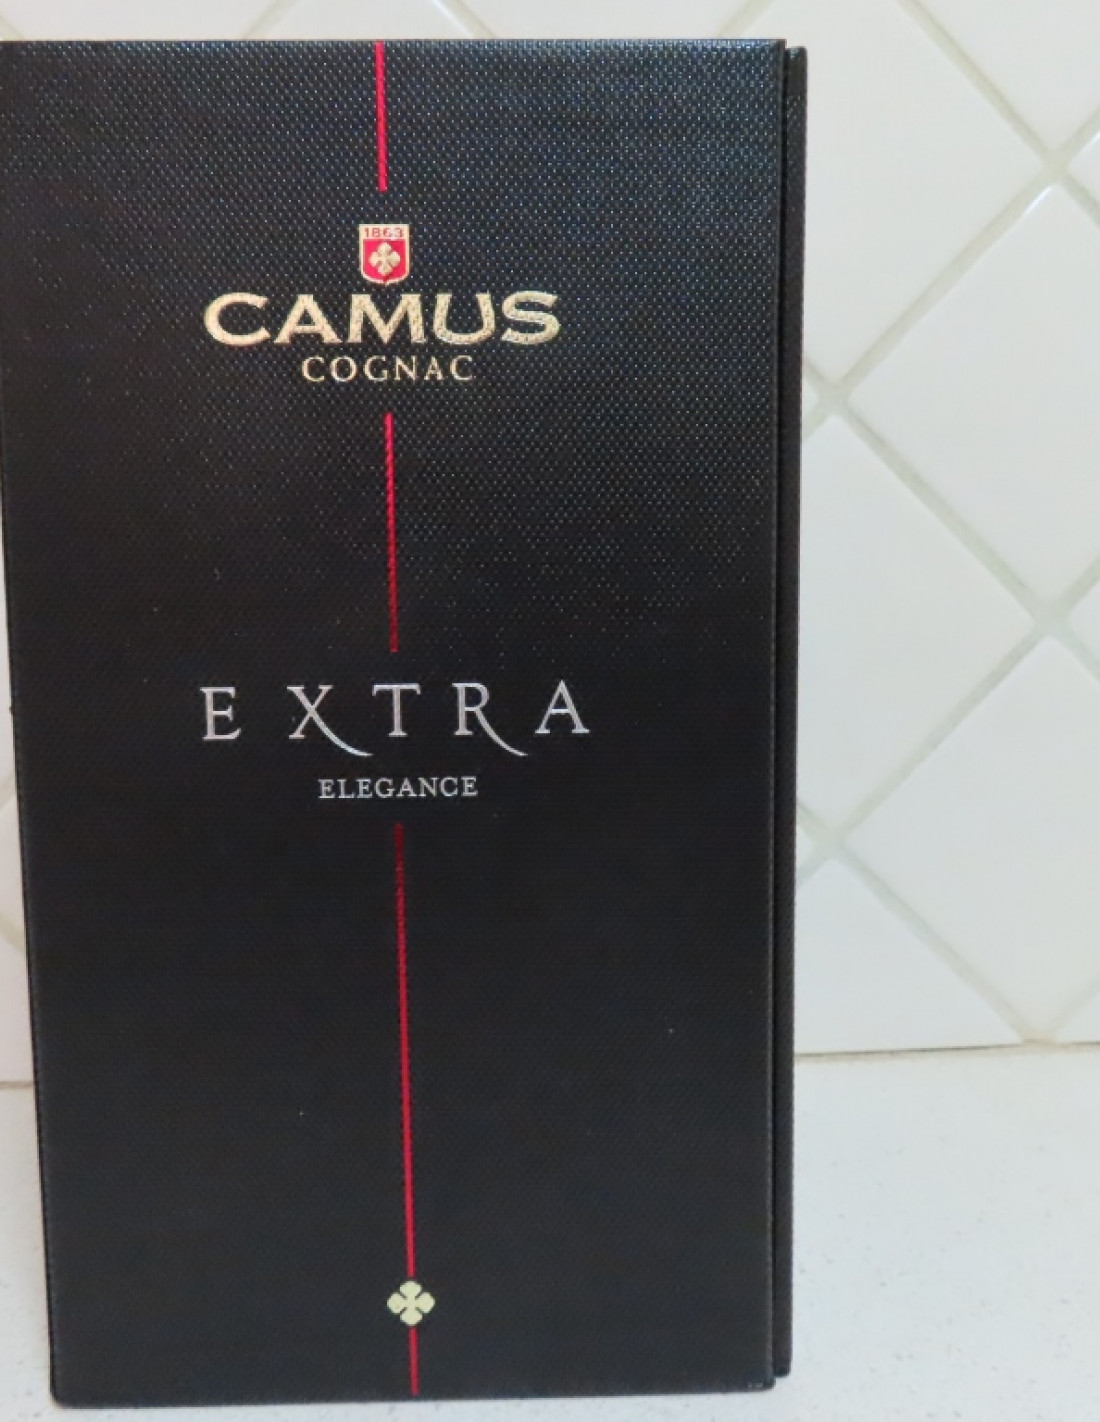 1863
CAMUS
COGNAC
EXTRA
ELEGANCE